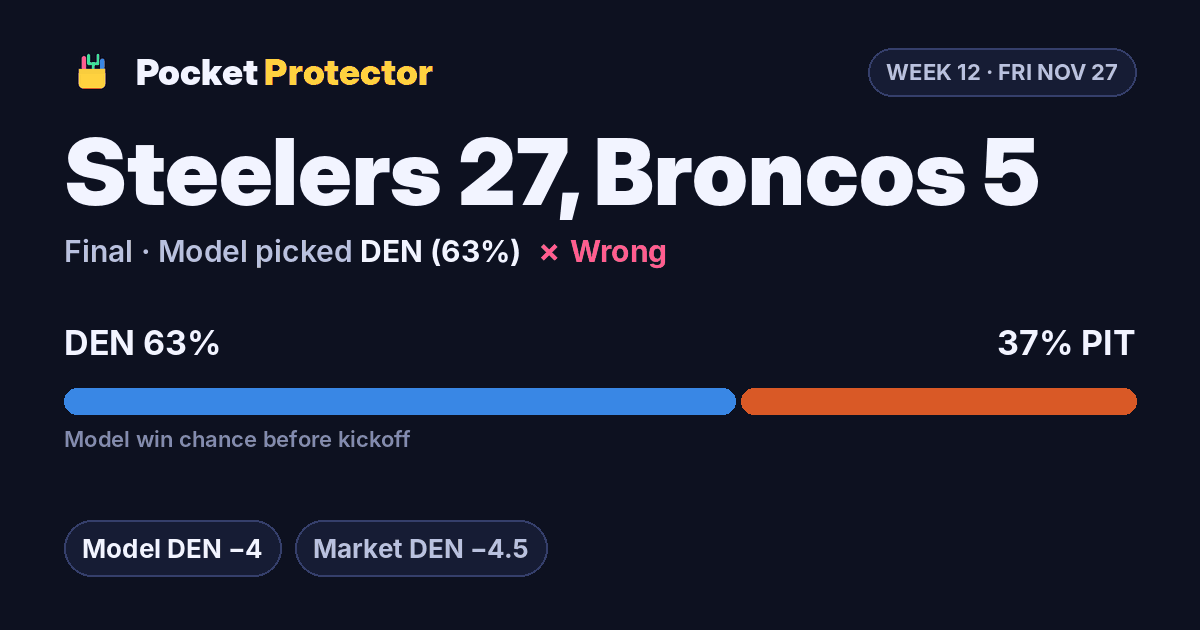 Pocket Protector
WEEK 12 · FRI NOV 27
Steelers 27, Broncos 5
Final · Model picked DEN (63%) × Wrong
DEN 63%
37% PIT
Model win chance before kickoff
Model DEN −4
Market DEN −4.5